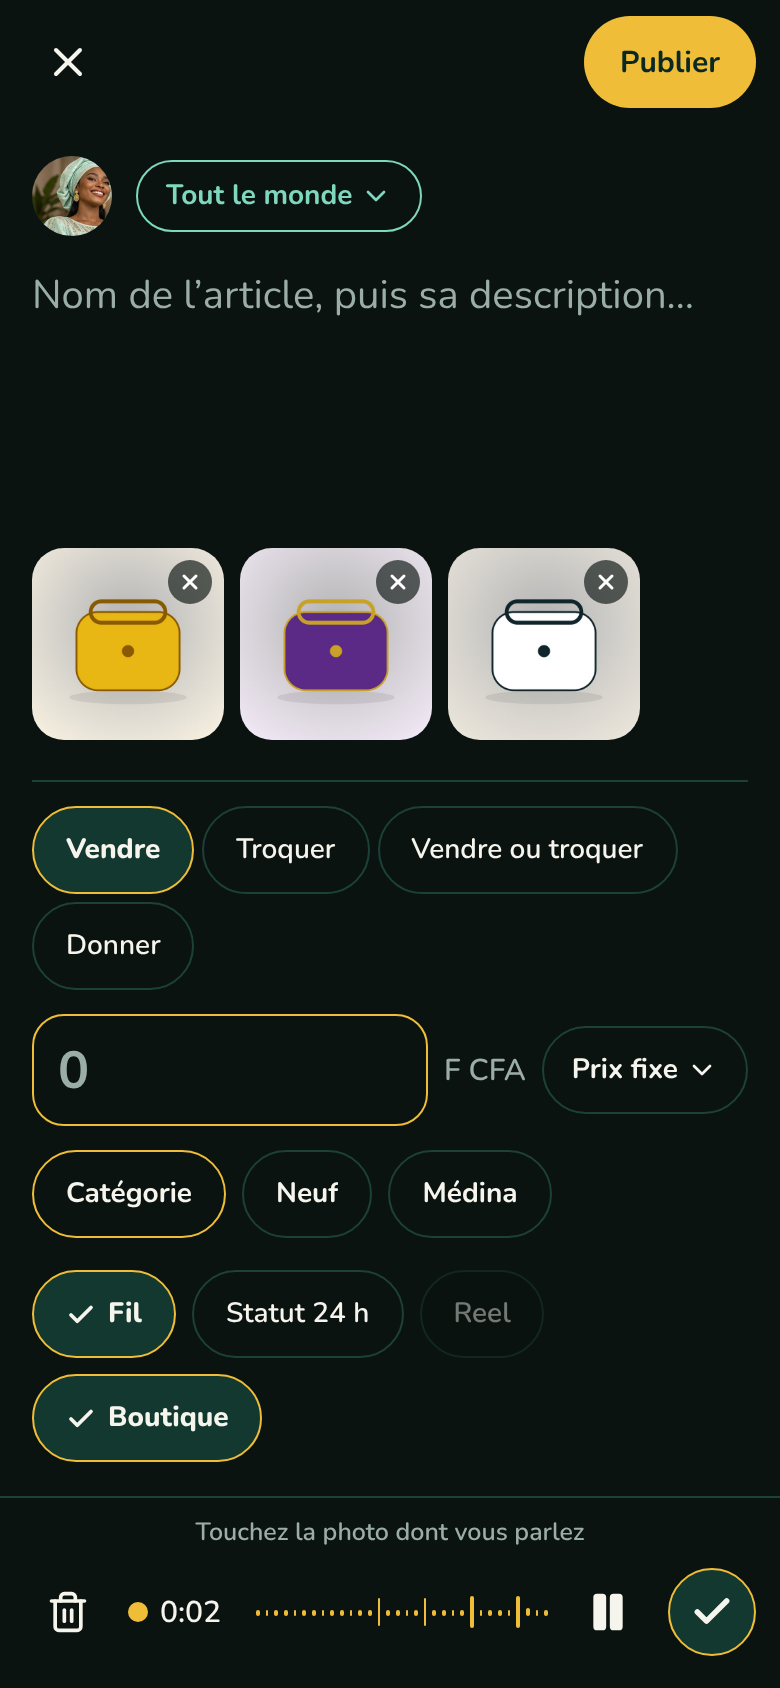 Publier
Tout le monde
Nom de l’article, puis sa description...
Vendre
Troquer
Vendre ou troquer
Donner
0
F CFA
Prix fixe
Catégorie
Neuf
Médina
Fil
Statut 24 h
Reel
Boutique
Touchez la photo dont vous parlez
0:02